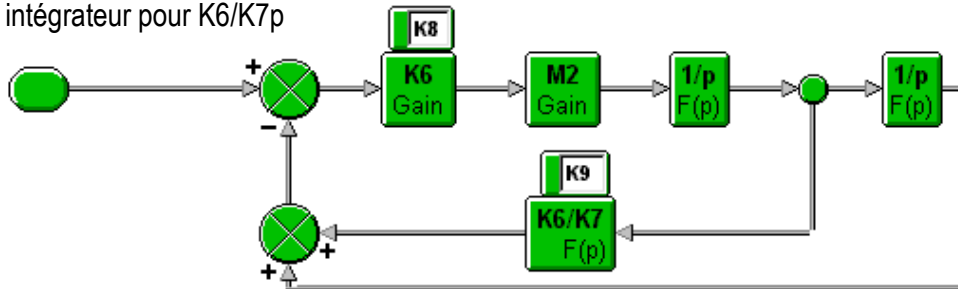 intégrateur pour K6/K7p
K8
+
K6
Gain
M2
Gain
1/p
F(p)
1/p
F(p)
−
K9
K6/K7
F(p)
+
+